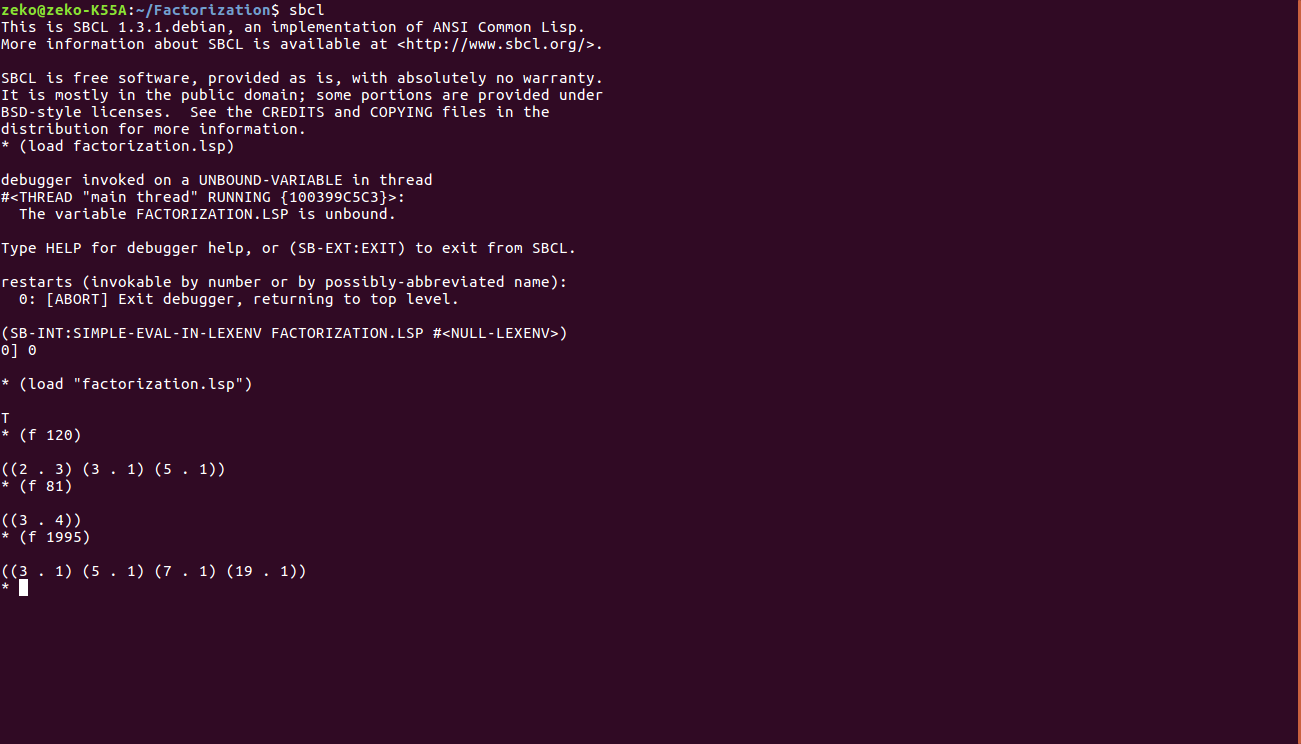 zeko@zeko-K55A:~/Factorization$ sbcl
This is SBCL 1.3.1.debian, an implementation of ANSI Common Lisp.
More information about SBCL is available at <http://www.sbcl.org/>.
SBCL is free software, provided as is, with absolutely no warranty.
It is mostly in the public domain; some portions are provided under
BSD-style licenses.  See the CREDITS and COPYING files in the
distribution for more information.
* (load factorization.lsp)
debugger invoked on a UNBOUND-VARIABLE in thread
#<THREAD "main thread" RUNNING {100399C5C3}>:
  The variable FACTORIZATION.LSP is unbound.
Type HELP for debugger help, or (SB-EXT:EXIT) to exit from SBCL.
restarts (invokable by number or by possibly-abbreviated name):
  0: [ABORT] Exit debugger, returning to top level.
(SB-INT:SIMPLE-EVAL-IN-LEXENV FACTORIZATION.LSP #<NULL-LEXENV>)
0] 0
* (load "factorization.lsp")
T
* (f 120)
((2 . 3) (3 . 1) (5 . 1))
* (f 81)
((3 . 4))
* (f 1995)
((3 . 1) (5 . 1) (7 . 1) (19 . 1))
*